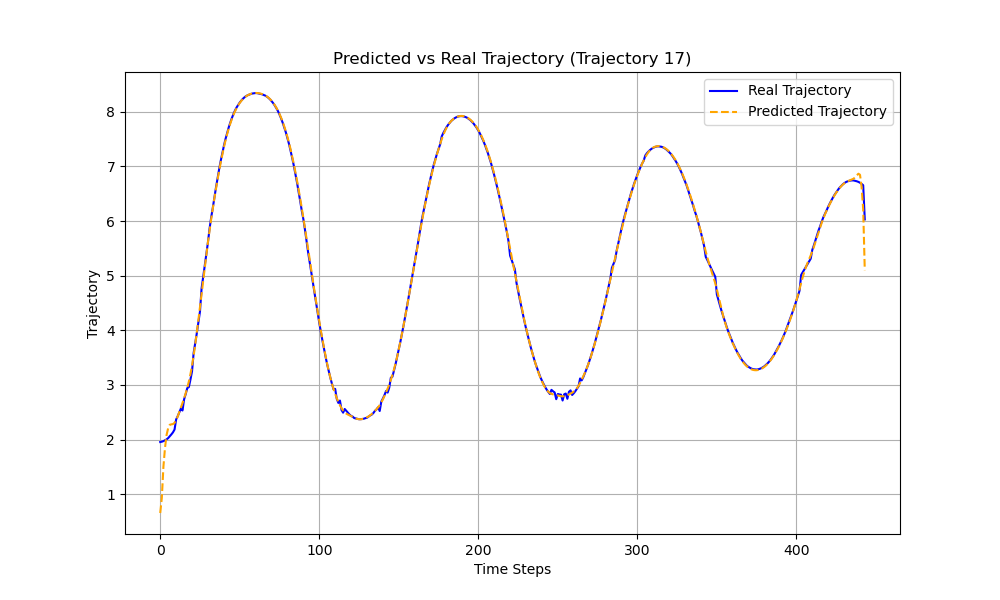 Predicted vs Real Trajectory (Trajectory 17)
Real Trajectory
Predicted Trajectory
8
7
6
5
4
3
2
1
Trajectory
0 100 200 300 400
Time Steps